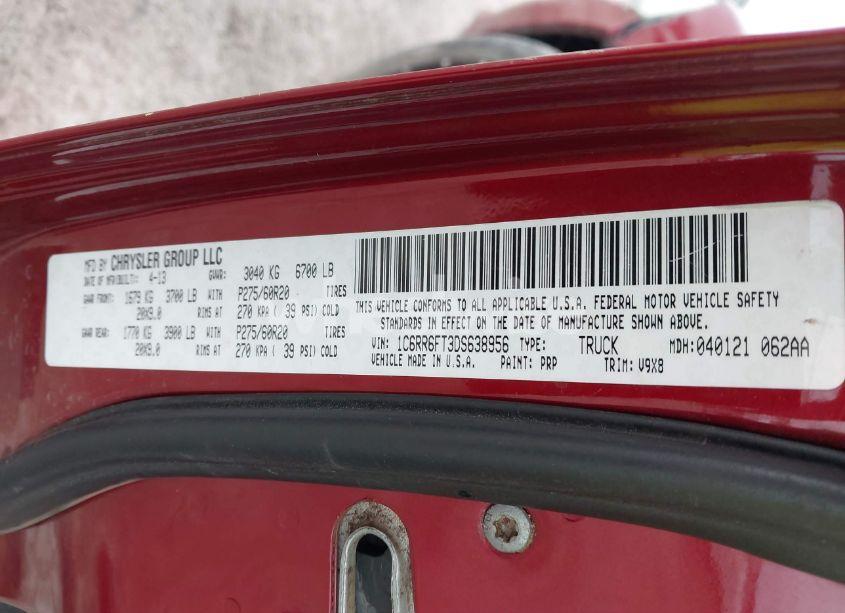 MFD BY CHRYSLER GROUP LLC
DATE OF MFR(BUILT): 4-13 GVWR: 3040 KG 6700 LB
GAWR FRONT: 1679 KG 3700 LB WITH P275/60R20 TIRES
20X9.0 RIMS AT 270 KPA ( 39 PSI) COLD
GAWR REAR: 1770 KG 3900 LB WITH P275/60R20 TIRES
20X9.0 RIMS AT 270 KPA ( 39 PSI) COLD
THIS VEHICLE CONFORMS TO ALL APPLICABLE U.S.A. FEDERAL MOTOR VEHICLE SAFETY
STANDARDS IN EFFECT ON THE DATE OF MANUFACTURE SHOWN ABOVE.
VIN: 1C6RR6FT3DS638956 TYPE: TRUCK MDH:040121 062AA
VEHICLE MADE IN U.S.A. PAINT: PRP TRIM: V9X8